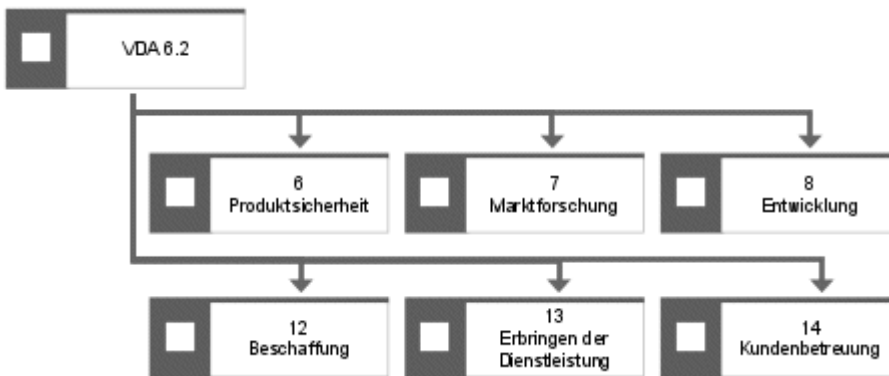 VDA 6.2
6
Produktsicherheit
7
Marktforschung
8
Entwicklung
12
Beschaffung
13
Erbringen der
Dienstleistung
14
Kundenbetreuung